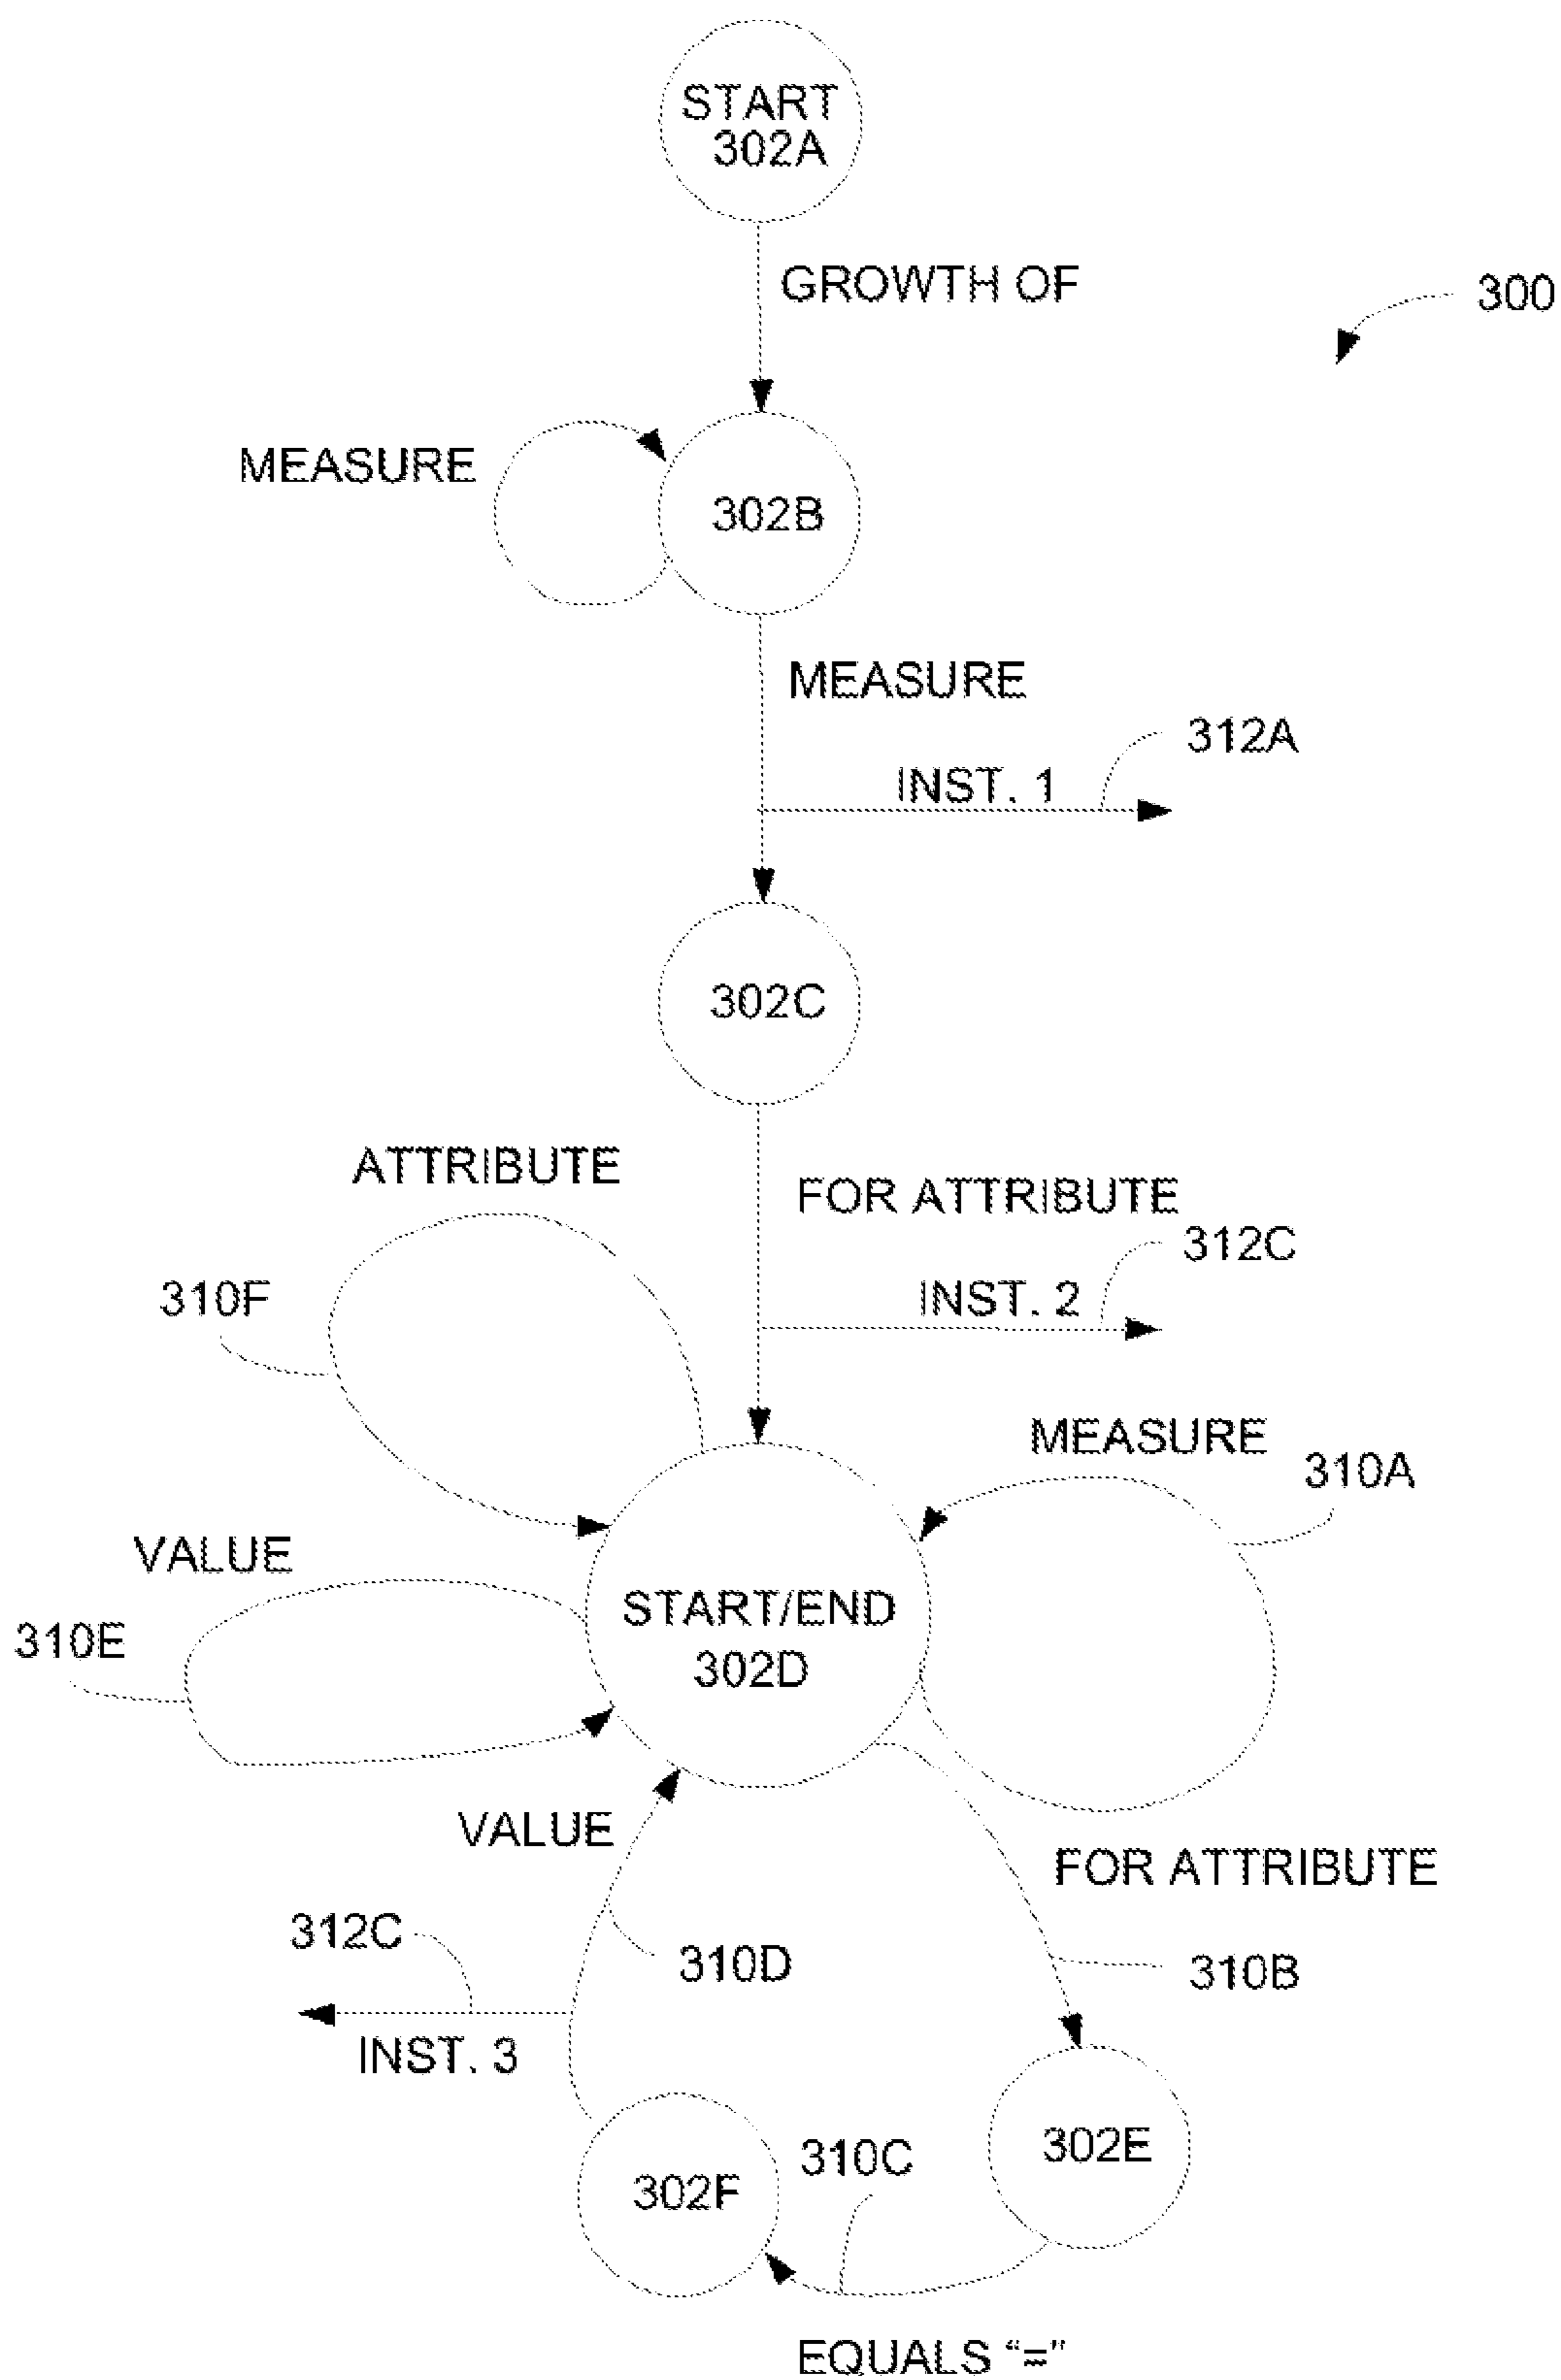 START
302A
GROWTH OF
300
MEASURE
302B
MEASURE
312A
INST. 1
302C
ATTRIBUTE
FOR ATTRIBUTE
312C
310F
INST. 2
MEASURE
310A
VALUE
START/END
310E
302D
VALUE
FOR ATTRIBUTE
312C
310D
310B
INST. 3
302E
310C
302F
EQUALS “=”